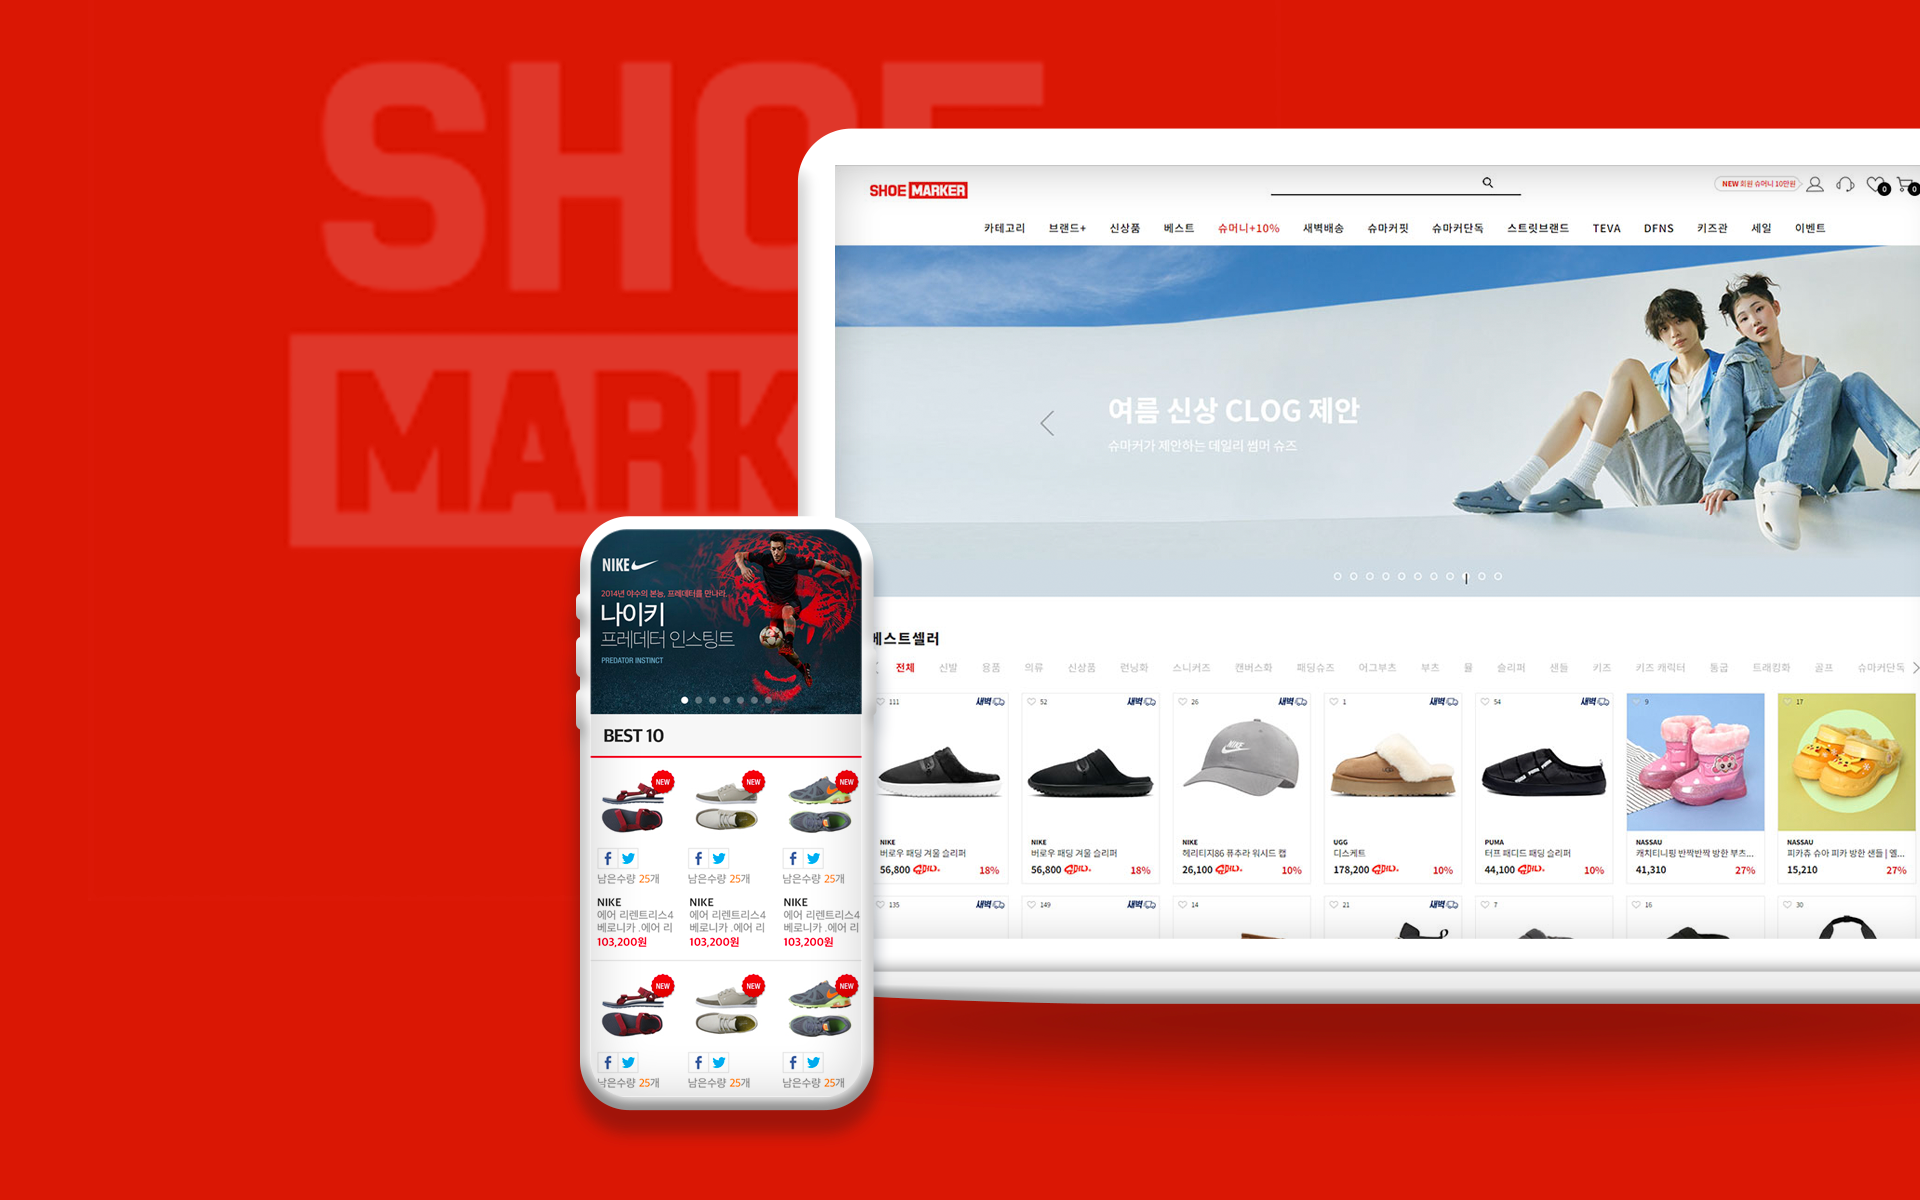 SHOE
MARK
SHOE MARKER
NEW 회원 슈머니 10만원
0
0
카테고리 브랜드+ 신상품 베스트 슈머니+10% 새벽배송 슈마커핏 슈마커단독 스트릿브랜드 TEVA DFNS 키즈관 세일 이벤트
여름 신상 CLOG 제안
슈마커가 제안하는 데일리 썸머 슈즈
베스트셀러
전체 신발 용품 의류 신상품 런닝화 스니커즈 캔버스화 패딩슈즈 어그부츠 부츠 뮬 슬리퍼 샌들 키즈 키즈 캐릭터 통굽 트래킹화 골프 슈마커단독
111 새벽 52 새벽 26 새벽 1 새벽 54 새벽 9 17
NIKE NIKE NIKE UGG PUMA NASSAU NASSAU
버로우 패딩 겨울 슬리퍼 버로우 패딩 겨울 슬리퍼 헤리티지86 퓨추라 워시드 캡 디스케트 터프 패디드 패딩 슬리퍼 캐치티니핑 반짝반짝 방한 부츠... 피카츄 슈아 피카 방한 샌들 | 옐...
56,800 18% 56,800 18% 26,100 10% 178,200 10% 44,100 10% 41,310 27% 15,210 27%
135 새벽 149 새벽 14 21 새벽 7 16 30
NIKE
2014년 야수의 본능, 프레데터를 만나라.
나이키
프레데터 인스팅트
PREDATOR INSTINCT
BEST 10
NEW NEW NEW
남은수량 25개 남은수량 25개 남은수량 25개
NIKE NIKE NIKE
에어 리렌트리스4 에어 리렌트리스4 에어 리렌트리스4
베로니카 .에어 리 베로니카 .에어 리 베로니카 .에어 리
103,200원 103,200원 103,200원
NEW NEW NEW
남은수량 25개 남은수량 25개 남은수량 25개